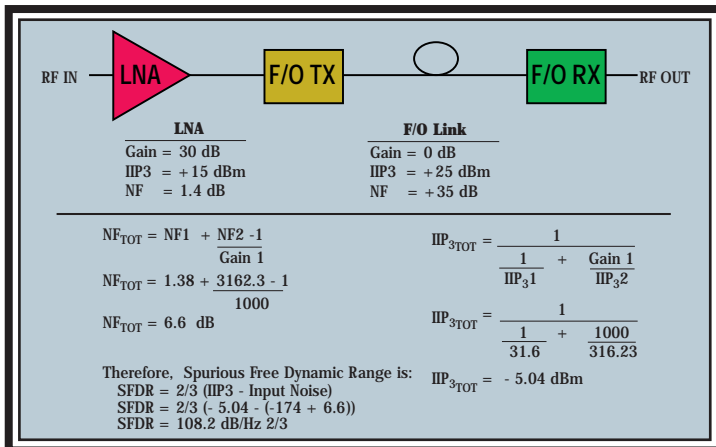 RF IN LNA F/O TX F/O RX RF OUT
LNA
Gain = 30 dB
IIP3 = +15 dBm
NF = 1.4 dB
F/O Link
Gain = 0 dB
IIP3 = +25 dBm
NF = +35 dB
NF_TOT = NF1 + NF2 -1
Gain 1
NF_TOT = 1.38 + 3162.3 - 1
1000
NF_TOT = 6.6 dB
Therefore, Spurious Free Dynamic Range is:
SFDR = 2/3 (IIP3 - Input Noise)
SFDR = 2/3 (- 5.04 - (-174 + 6.6))
SFDR = 108.2 dB/Hz 2/3
IIP3TOT = 1
1 + Gain 1
IIP31 IIP32
IIP3TOT = 1
1 + 1000
31.6 316.23
IIP3TOT = - 5.04 dBm